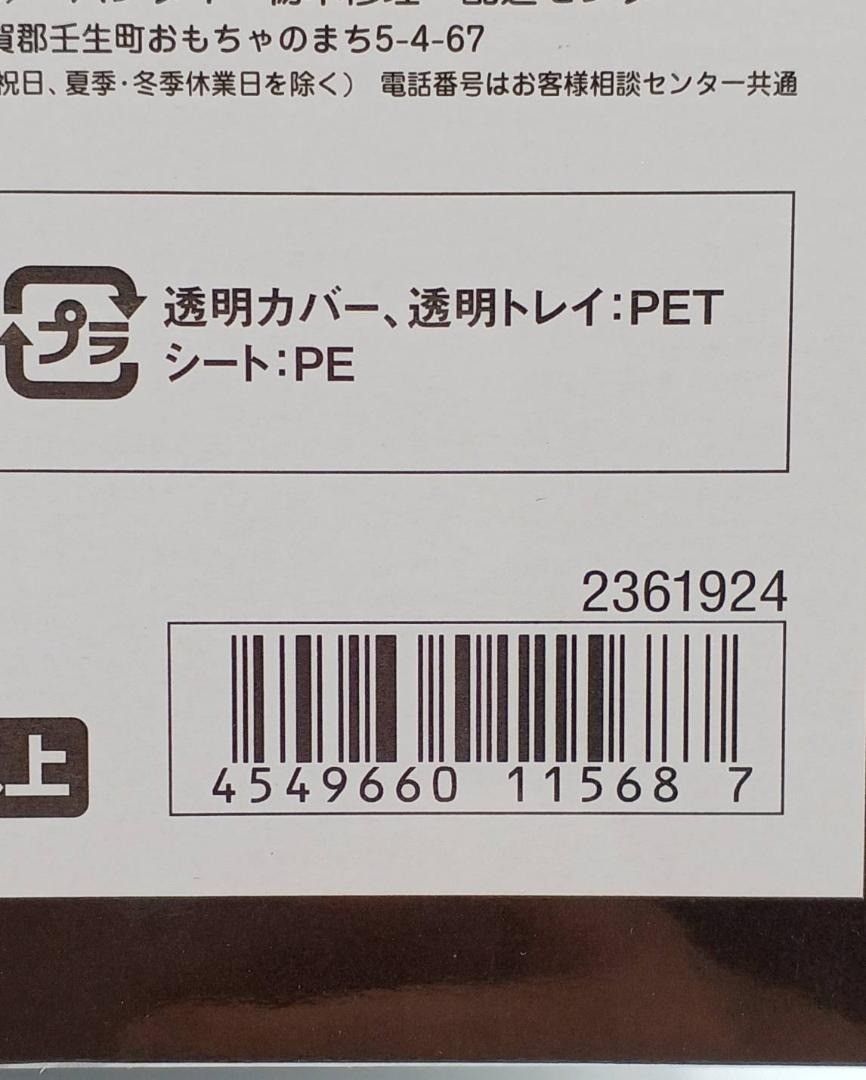 賀郡壬生町おもちゃのまち5-4-67
祝日、夏季・冬季休業日を除く） 電話番号はお客様相談センター共通
プラ
透明カバー、透明トレイ：PET
シート：PE
2361924
4549660 11568 7
上